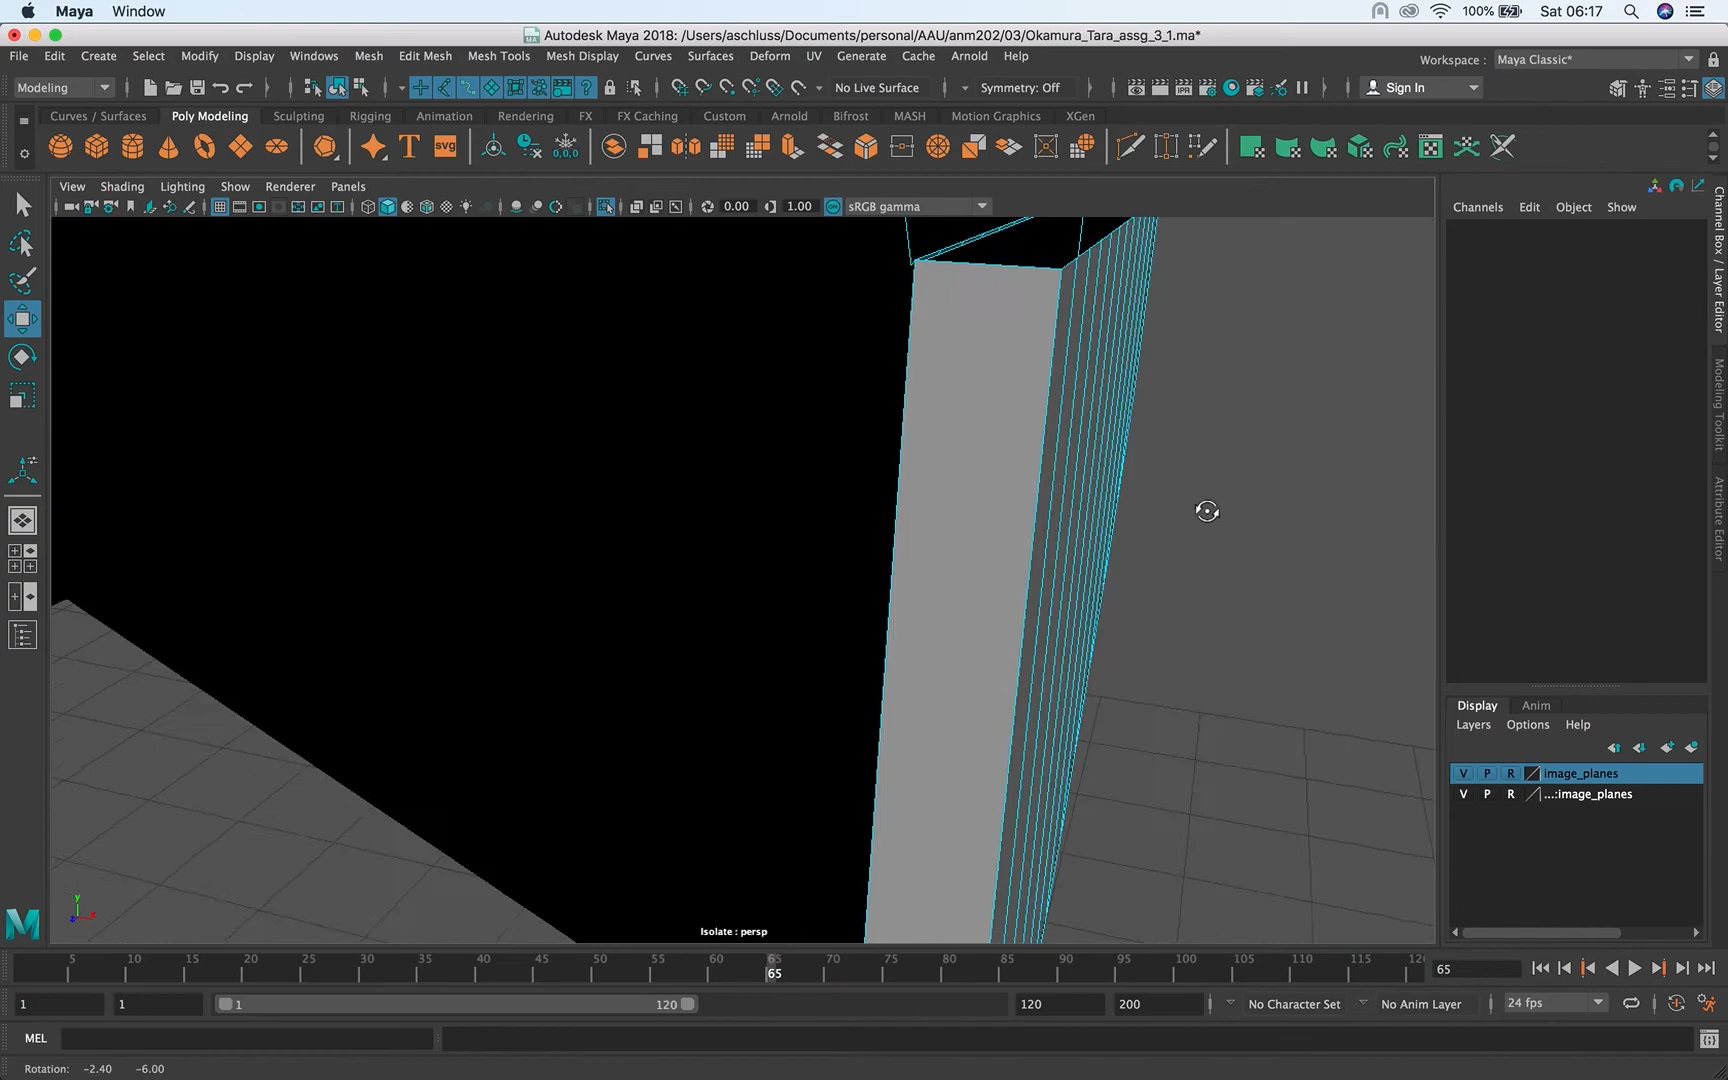 Maya Window
100% Sat 06:17
Autodesk Maya 2018: /Users/aschluss/Documents/personal/AAU/anm202/03/Okamura_Tara_assg_3_1.ma*
File Edit Create Select Modify Display Windows Mesh Edit Mesh Mesh Tools Mesh Display Curves Surfaces Deform UV Generate Cache Arnold Help
Workspace : Maya Classic*
Modeling
No Live Surface
Symmetry: Off
Sign In
Curves / Surfaces Poly Modeling Sculpting Rigging Animation Rendering FX FX Caching Custom Arnold Bifrost MASH Motion Graphics XGen
T svg 0,0,0
View Shading Lighting Show Renderer Panels
0.00 1.00 ON sRGB gamma
Channels Edit Object Show
Channel Box / Layer Editor
Modeling Toolkit
Attribute Editor
Display Anim
Layers Options Help
V P R image_planes
V P R ...:image_planes
y x z
Isolate : persp
5 10 15 20 25 30 35 40 45 50 55 60 65 70 75 80 85 90 95 100 105 110 115 12
65
65
1 1 1 120 120 200 No Character Set No Anim Layer 24 fps
MEL
Rotation: -2.40 -6.00